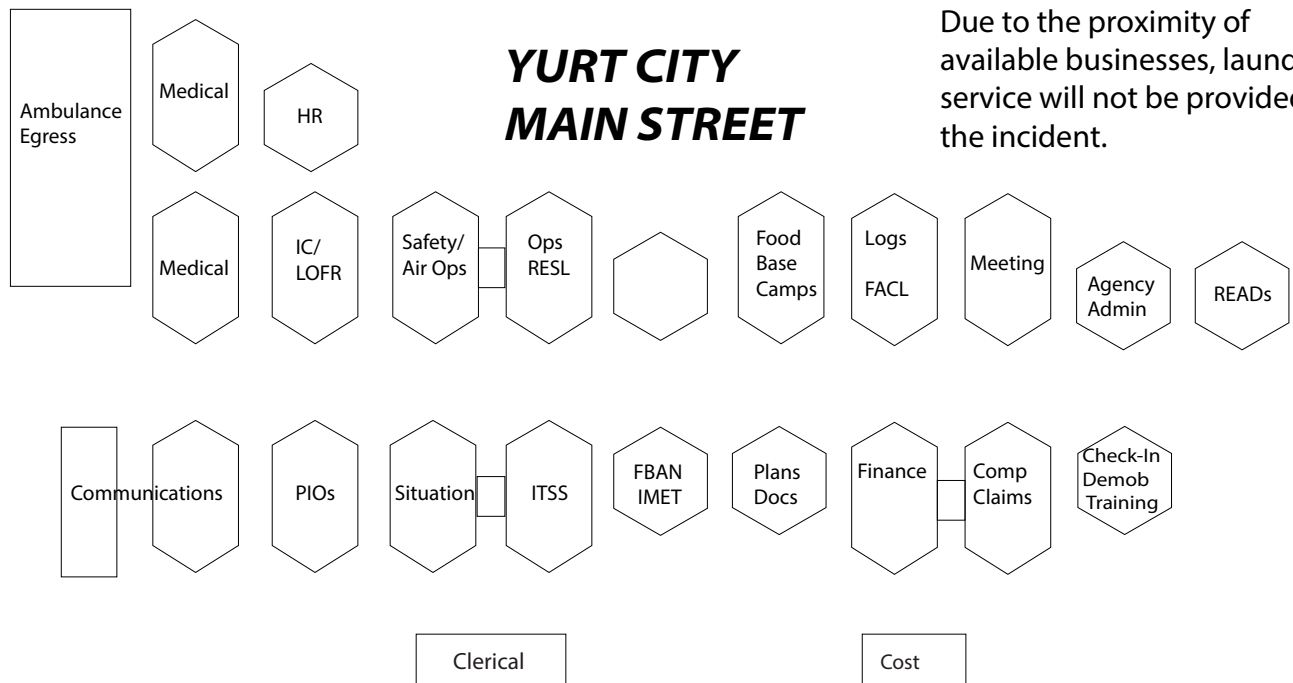 YURT CITY
MAIN STREET
Due to the proximity of
available businesses,
service will not be
the incident.
Ambulance
Egress
Medical
HR
Medical
IC/
LOFR
Safety/
Air Ops
Ops
RESL
Food
Base
Camps
Logs
FACL
Meeting
Agency
Admin
READs
Communications
PIOs
Situation
ITSS
FBAN
IMET
Plans
Docs
Finance
Comp
Claims
Check-In
Demob
Training
Clerical
Cost